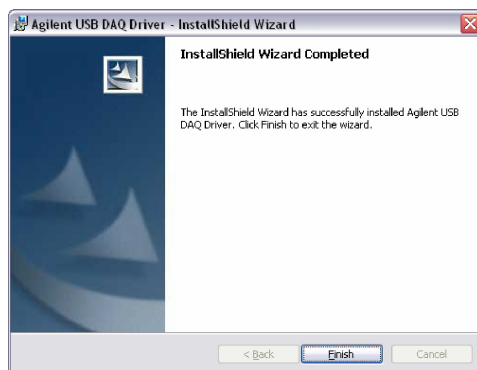 Agilent USB DAQ Driver - InstallShield Wizard
InstallShield Wizard Completed
The InstallShield Wizard has successfully installed Agilent USB
DAQ Driver. Click Finish to exit the wizard.
< Back
Finish
Cancel